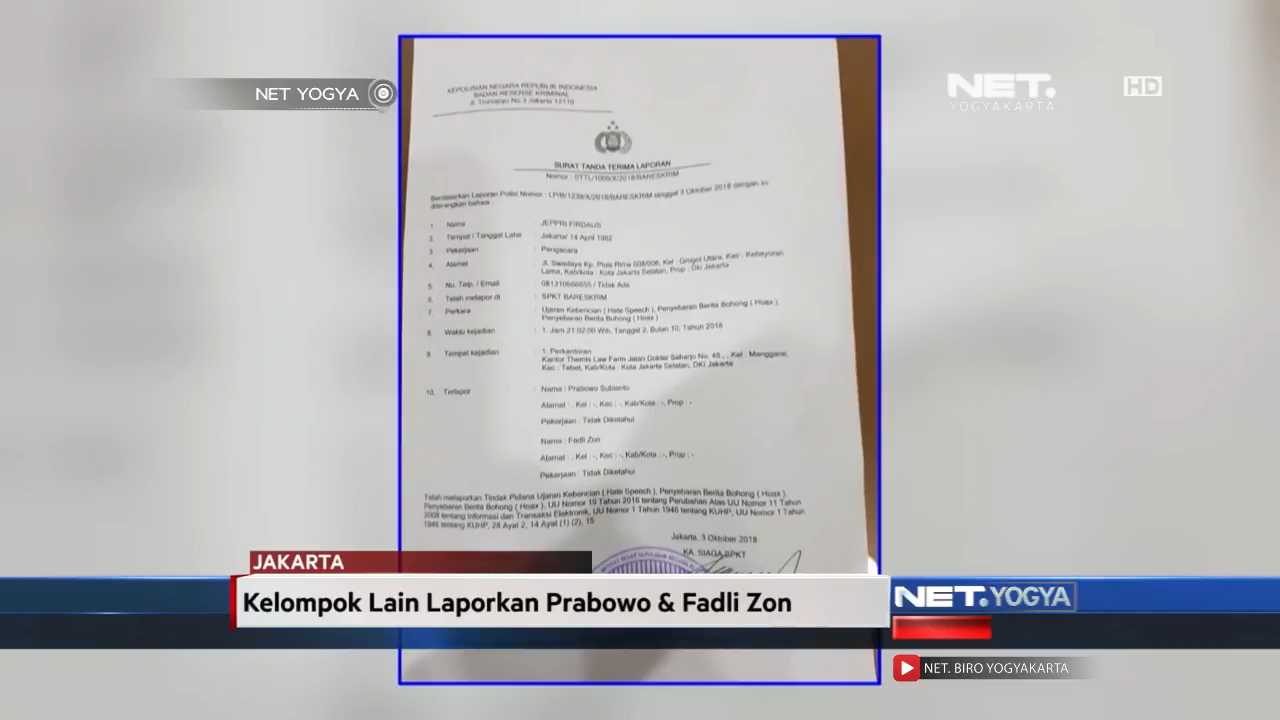 NET YOGYA
NET.
YOGYAKARTA
HD
KEPOLISIAN NEGARA REPUBLIK INDONESIA
BADAN RESERSE KRIMINAL
Jl. Trunojoyo No.3 Jakarta 12110
SURAT TANDA TERIMA LAPORAN
Nomor : STTL/1009/X/2018/BARESKRIM
Berdasarkan Laporan Polisi Nomor : LP/B/1239/X/2018/BARESKRIM tanggal 3 Oktober 2018 dengan ini
diterangkan bahwa :
1. Nama : JEPPRI FIRDAUS
2. Tempat / Tanggal Lahir : Jakarta/ 14 April 1982
3. Pekerjaan : Pengacara
4. Alamat : Jl. Swadaya Kp. Pluis Rt/rw 008/006, Kel : Grogol Utara, Kec : Kebayoran
Lama, Kab/kota : Kota Jakarta Selatan, Prop : DKI Jakarta
5. No. Telp. / Email : 081310666655 / Tidak Ada
6. Telah melapor di : SPKT BARESKRIM
7. Perkara : Ujaran Kebencian ( Hate Speech ), Penyebaran Berita Bohong ( Hoax ),
Penyebaran Berita Bohong ( Hoax )
8. Waktu kejadian : 1. Jam 21:02:00 Wib, Tanggal 2, Bulan 10, Tahun 2018
9. Tempat kejadian : 1. Perkantoran
Kantor Themis Law Farm Jalan Dokter Saharjo No. 45 , , Kel : Manggarai,
Kec : Tebet, Kab/Kota : Kota Jakarta Selatan, DKI Jakarta
10. Terlapor : Nama : Prabowo Subianto
Alamat : , Kel : -, Kec : -, Kab/Kota : -, Prop : -
Pekerjaan : Tidak Diketahui
Nama : Fadli Zon
Alamat : , Kel : -, Kec : -, Kab/Kota : -, Prop : -
Pekerjaan : Tidak Diketahui
Telah melaporkan Tindak Pidana Ujaran Kebencian ( Hate Speech ), Penyebaran Berita Bohong ( Hoax ),
Penyebaran Berita Bohong ( Hoax ), UU Nomor 19 Tahun 2016 tentang Perubahan Atas UU Nomor 11 Tahun
2008 tentang Informasi dan Transaksi Elektronik, UU Nomor 1 Tahun 1946 tentang KUHP, UU Nomor 1 Tahun
1946 tentang KUHP, 28 Ayat 2, 14 Ayat (1) (2), 15
Jakarta, 3 Oktober 2018
KA. SIAGA SPKT
JAKARTA
Kelompok Lain Laporkan Prabowo & Fadli Zon
NET. YOGYA
NET. BIRO YOGYAKARTA